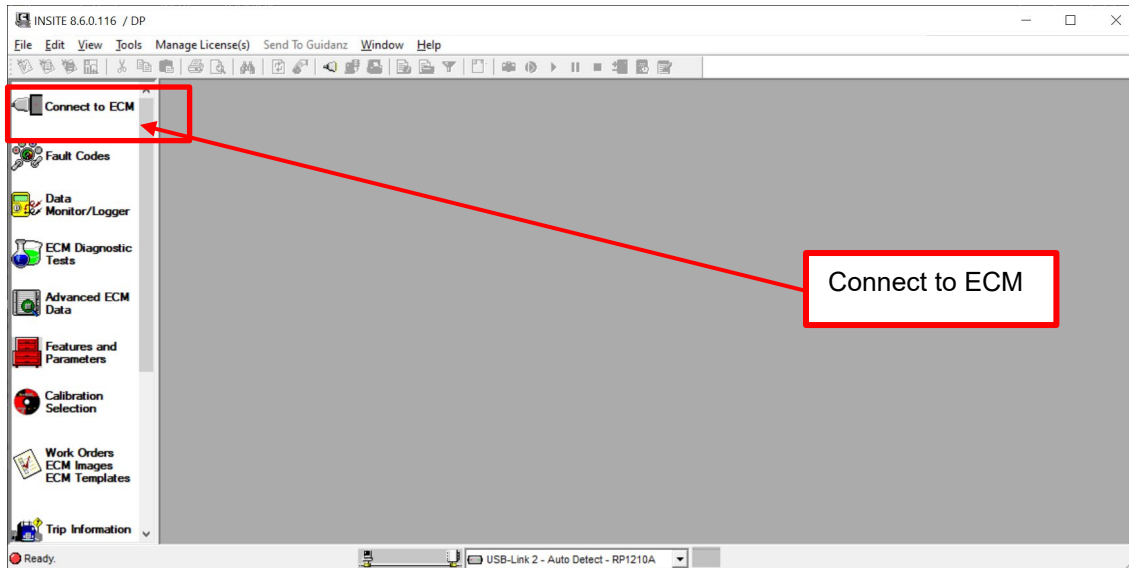 INSITE 8.6.0.116 / DP
File Edit View Tools ManageLicense(s) Send To Guidanz Window Help
Connect to ECM
Fault Codes
Data
Monitor/Logger
ECM Diagnostic
Tests
Connect to ECM
Advanced ECM
Data
Features and
Parameters
Calibration
Selection
Work Orders
ECM Images
ECM Templates
Trip Information
Ready.
USB-Link 2 - Auto Detect - RP1210A